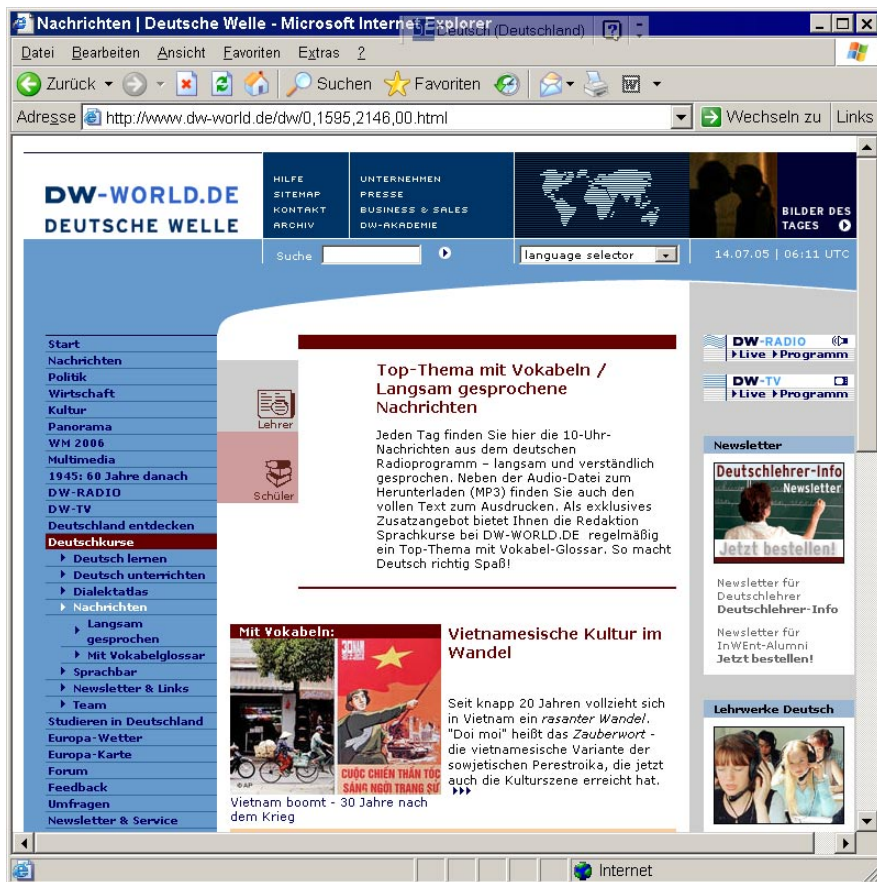 Nachrichten | Deutsche Welle - Microsoft Internet Explorer
Deutsch (Deutschland)
Datei Bearbeiten Ansicht Favoriten Extras ?
Zurück Suchen Favoriten
Adresse http://www.dw-world.de/dw/0,1595,2146,00.html Wechseln zu Links
DW-WORLD.DE
DEUTSCHE WELLE
HILFE
SITEMAP
KONTAKT
ARCHIV
UNTERNEHMEN
PRESSE
BUSINESS & SALES
DW-AKADEMIE
BILDER DES
TAGES
Suche
language selector
14.07.05 | 06:11 UTC
Start
Nachrichten
Politik
Wirtschaft
Kultur
Panorama
WM 2006
Multimedia
1945: 60 Jahre danach
DW-RADIO
DW-TV
Deutschland entdecken
Deutschkurse
Deutsch lernen
Deutsch unterrichten
Dialektatlas
Nachrichten
Langsam
gesprochen
Mit Vokabelglossar
Sprachbar
Newsletter & Links
Team
Studieren in Deutschland
Europa-Wetter
Europa-Karte
Forum
Feedback
Umfragen
Newsletter & Service
Lehrer
Schüler
Top-Thema mit Vokabeln /
Langsam gesprochene
Nachrichten
Jeden Tag finden Sie hier die 10-Uhr-
Nachrichten aus dem deutschen
Radioprogramm – langsam und verständlich
gesprochen. Neben der Audio-Datei zum
Herunterladen (MP3) finden Sie auch den
vollen Text zum Ausdrucken. Als exklusives
Zusatzangebot bietet Ihnen die Redaktion
Sprachkurse bei DW-WORLD.DE regelmäßig
ein Top-Thema mit Vokabel-Glossar. So macht
Deutsch richtig Spaß!
Mit Vokabeln:
©AP
CUỘC CHIẾN THẦN TỐC
SÁNG NGỜI TRANG SỬ
Vietnam boomt - 30 Jahre nach
dem Krieg
Vietnamesische Kultur im
Wandel
Seit knapp 20 Jahren vollzieht sich
in Vietnam ein rasanter Wandel.
"Doi moi" heißt das Zauberwort -
die vietnamesische Variante der
sowjetischen Perestroika, die jetzt
auch die Kulturszene erreicht hat.
DW-RADIO
Live Programm
DW-TV
Live Programm
Newsletter
Deutschlehrer-Info
Newsletter
Jetzt bestellen!
Newsletter für
Deutschlehrer
Deutschlehrer-Info
Newsletter für
InWEnt-Alumni
Jetzt bestellen!
Lehrwerke Deutsch
Internet